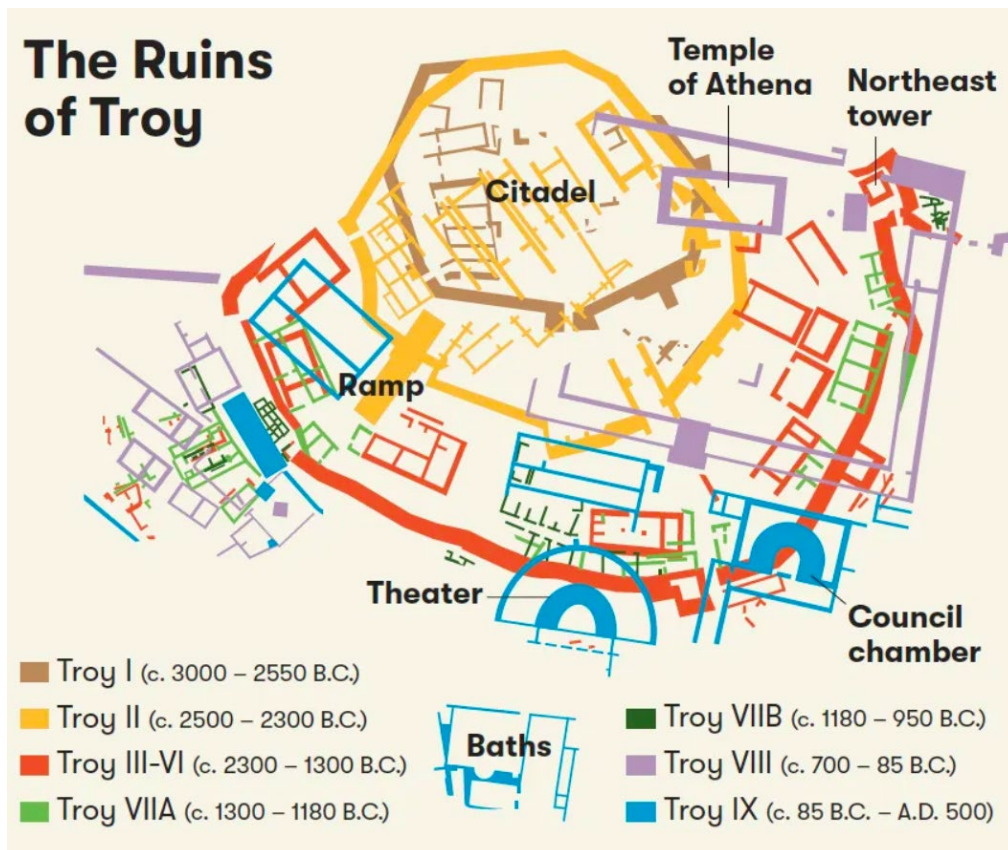 The Ruins
of Troy
Temple
of Athena
Northeast
tower
Citadel
Ramp
Theater
Council
chamber
Baths
Troy I (c. 3000 – 2550 B.C.)
Troy II (c. 2500 – 2300 B.C.)
Troy III-VI (c. 2300 – 1300 B.C.)
Troy VIIA (c. 1300 – 1180 B.C.)
Troy VIIB (c. 1180 – 950 B.C.)
Troy VIII (c. 700 – 85 B.C.)
Troy IX (c. 85 B.C. – A.D. 500)